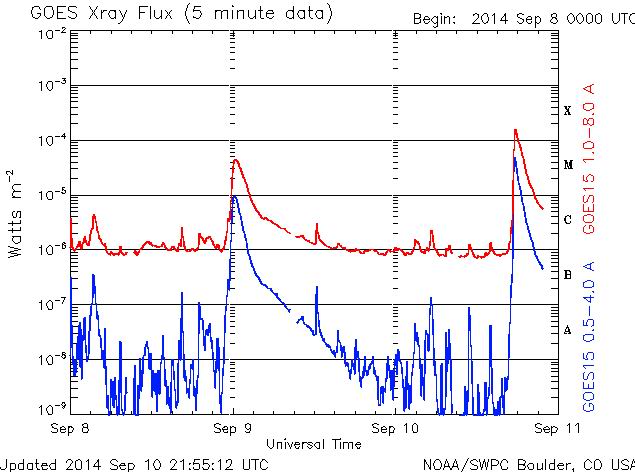 GOES Xray Flux (5 minute data)
Begin: 2014 Sep 8 0000 UTC
10⁻²
10⁻³
10⁻⁴
10⁻⁵
10⁻⁶
10⁻⁷
10⁻⁸
10⁻⁹
Watts m⁻²
X
M
C
B
A
GOES15 1.0-8.0 A
GOES15 0.5-4.0 A
Sep 8
Sep 9
Sep 10
Sep 11
Universal Time
Updated 2014 Sep 10 21:55:12 UTC
NOAA/SWPC Boulder, CO USA